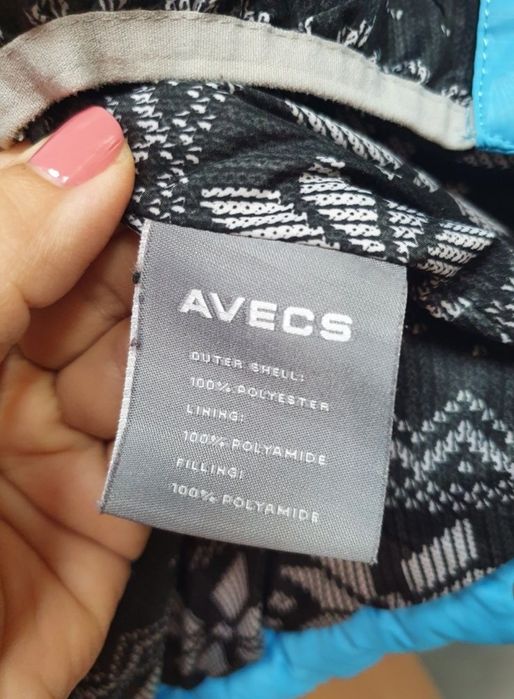 AVECS
OUTER SHELL:
100% POLYESTER
LINING:
100% POLYAMIDE
FILLING:
100% POLYAMIDE